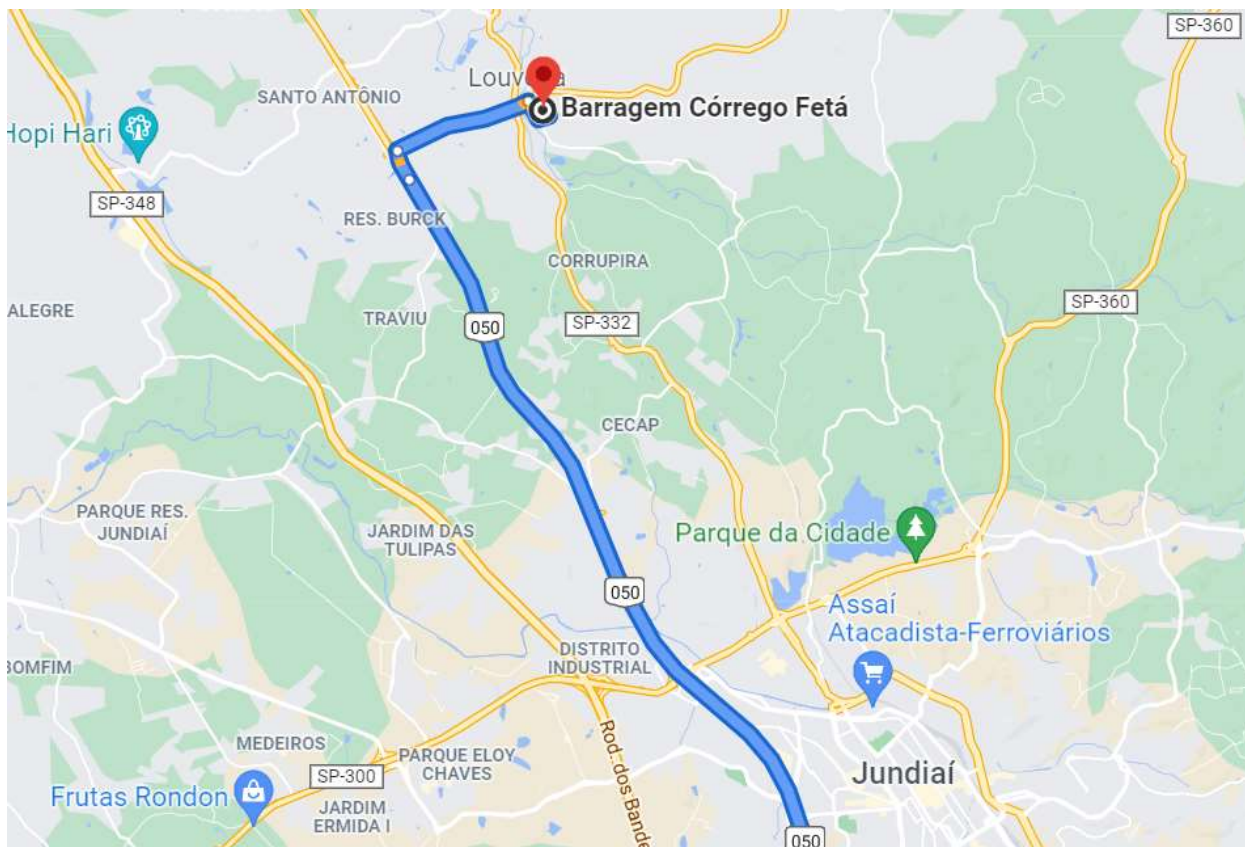 SP-360
Louveira
SANTO ANTÔNIO
Barragem Córrego Fetá
Hopi Hari
SP-348
RES. BURCK
CORRUPIRA
ALEGRE
TRAVIU
050
SP-332
SP-360
CECAP
PARQUE RES.
JUNDIAÍ
JARDIM DAS
TULIPAS
Parque da Cidade
050
Assaí
Atacadista-Ferroviários
DISTRITO
INDUSTRIAL
BOMFIM
MEDEIROS
PARQUE ELOY
CHAVES
Rod. dos Bande
SP-300
Jundiaí
Frutas Rondon
JARDIM
ERMIDA I
050